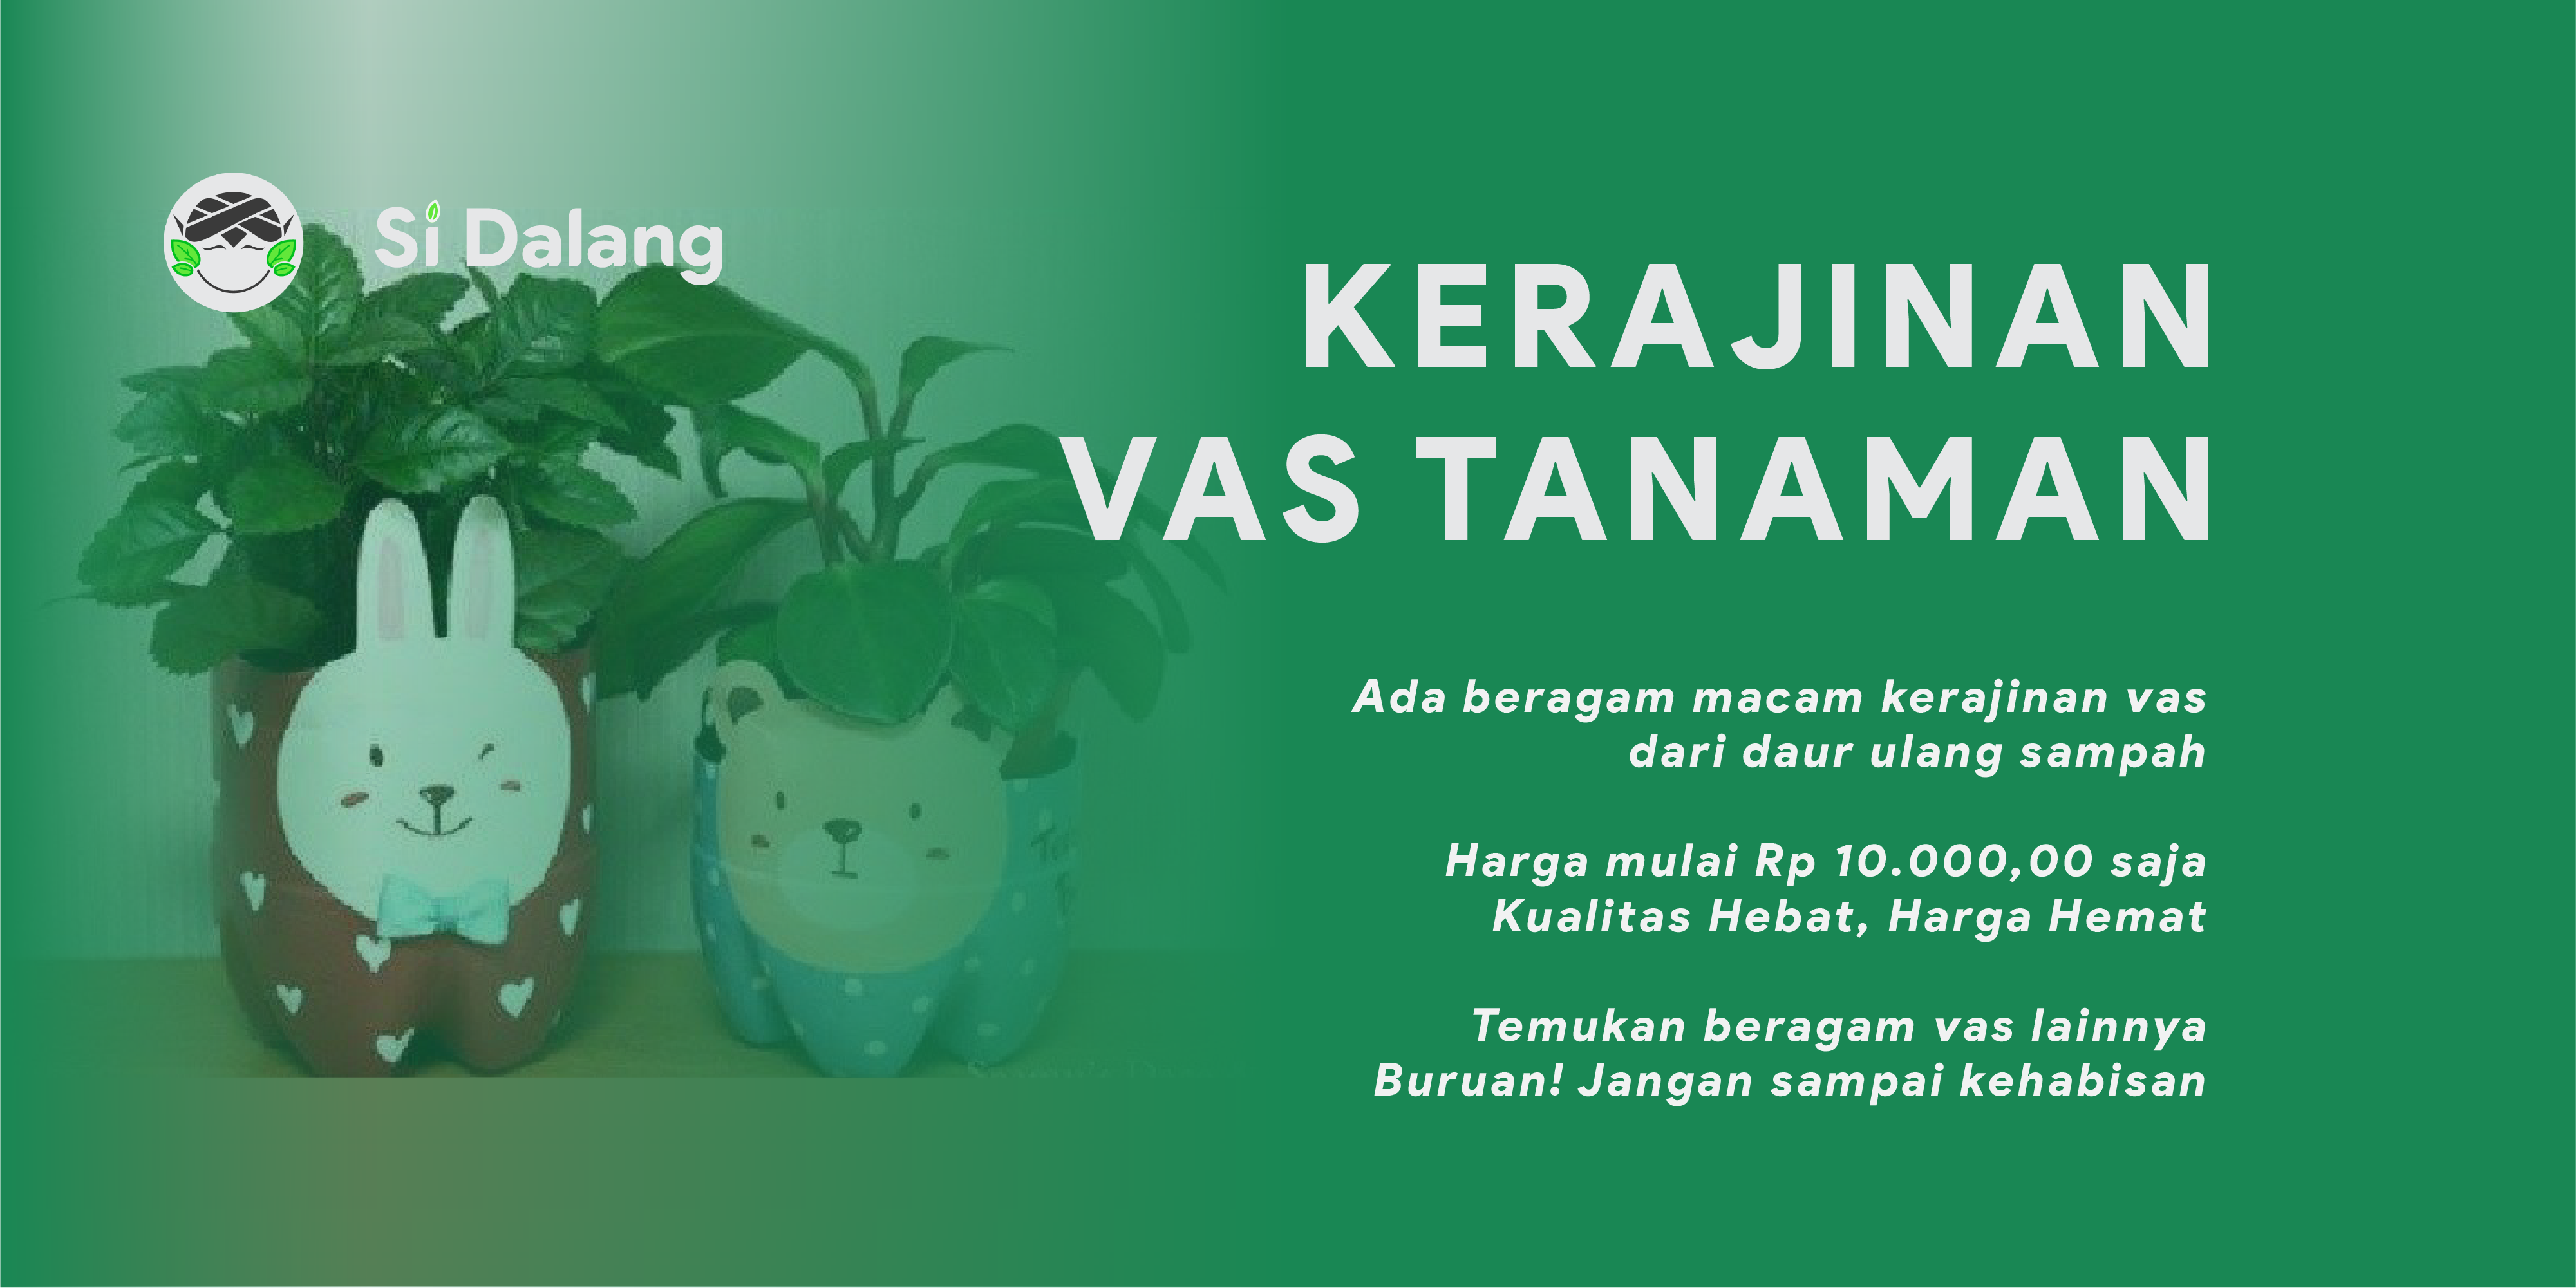 Si Dalang
KERAJINAN
VAS TANAMAN
Ada beragam macam kerajinan vas
dari daur ulang sampah
Harga mulai Rp 10.000,00 saja
Kualitas Hebat, Harga Hemat
Temukan beragam vas lainnya
Buruan! Jangan sampai kehabisan